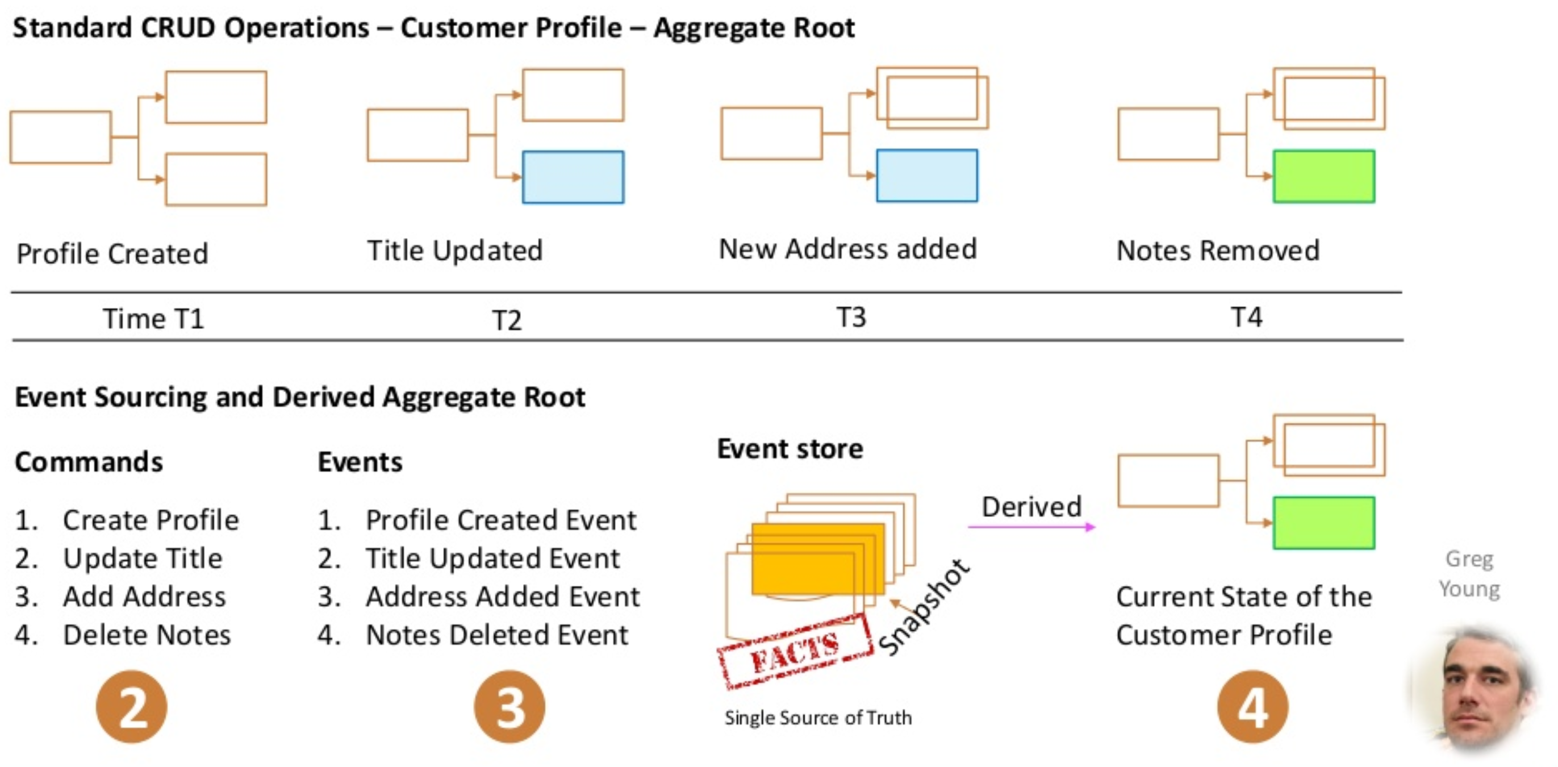 Standard CRUD Operations – Customer Profile – Aggregate Root
Profile Created
Title Updated
New Address added
Notes Removed
Time T1
T2
T3
T4
Event Sourcing and Derived Aggregate Root
Commands
1. Create Profile
2. Update Title
3. Add Address
4. Delete Notes
2
Events
1. Profile Created Event
2. Title Updated Event
3. Address Added Event
4. Notes Deleted Event
3
Event store
Snapshot
FACTS
Single Source of Truth
Derived
Current State of the
Customer Profile
4
Greg
Young